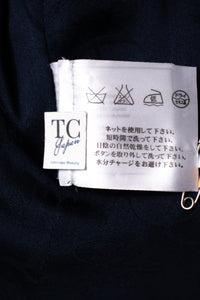 TC
Japan
ネットを使用して下さい。
短時間で洗って下さい。
日陰の自然乾燥をして下さい。
ボタンを取り外して洗って下さい。
水分チャージをお避け下さい。